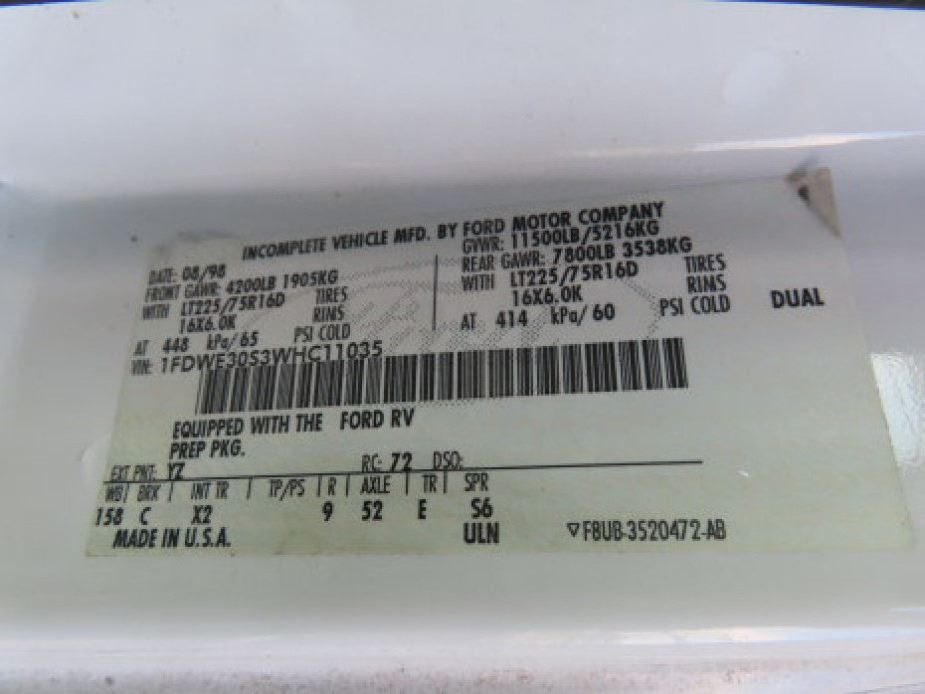 INCOMPLETE VEHICLE MFD. BY FORD MOTOR COMPANY
DATE: 08/98 GVWR: 11500LB/5216KG
FRONT GAWR: 4200LB 1905KG REAR GAWR: 7800LB 3538KG
WITH LT225/75R16D TIRES WITH LT225/75R16D TIRES
16X6.0K RIMS 16X6.0K RIMS
AT 448 kPa/65 PSI COLD AT 414 kPa/60 PSI COLD DUAL
VIN: 1FDWE30S3WHC11035
EQUIPPED WITH THE FORD RV
PREP PKG.
EXT PNT: YZ RC: 72 DSO:
WB| BRK | INT TR | TP/PS | R | AXLE | TR | SPR
158 C X2 9 52 E S6
MADE IN U.S.A. ULN ▽F8UB-3520472-AB